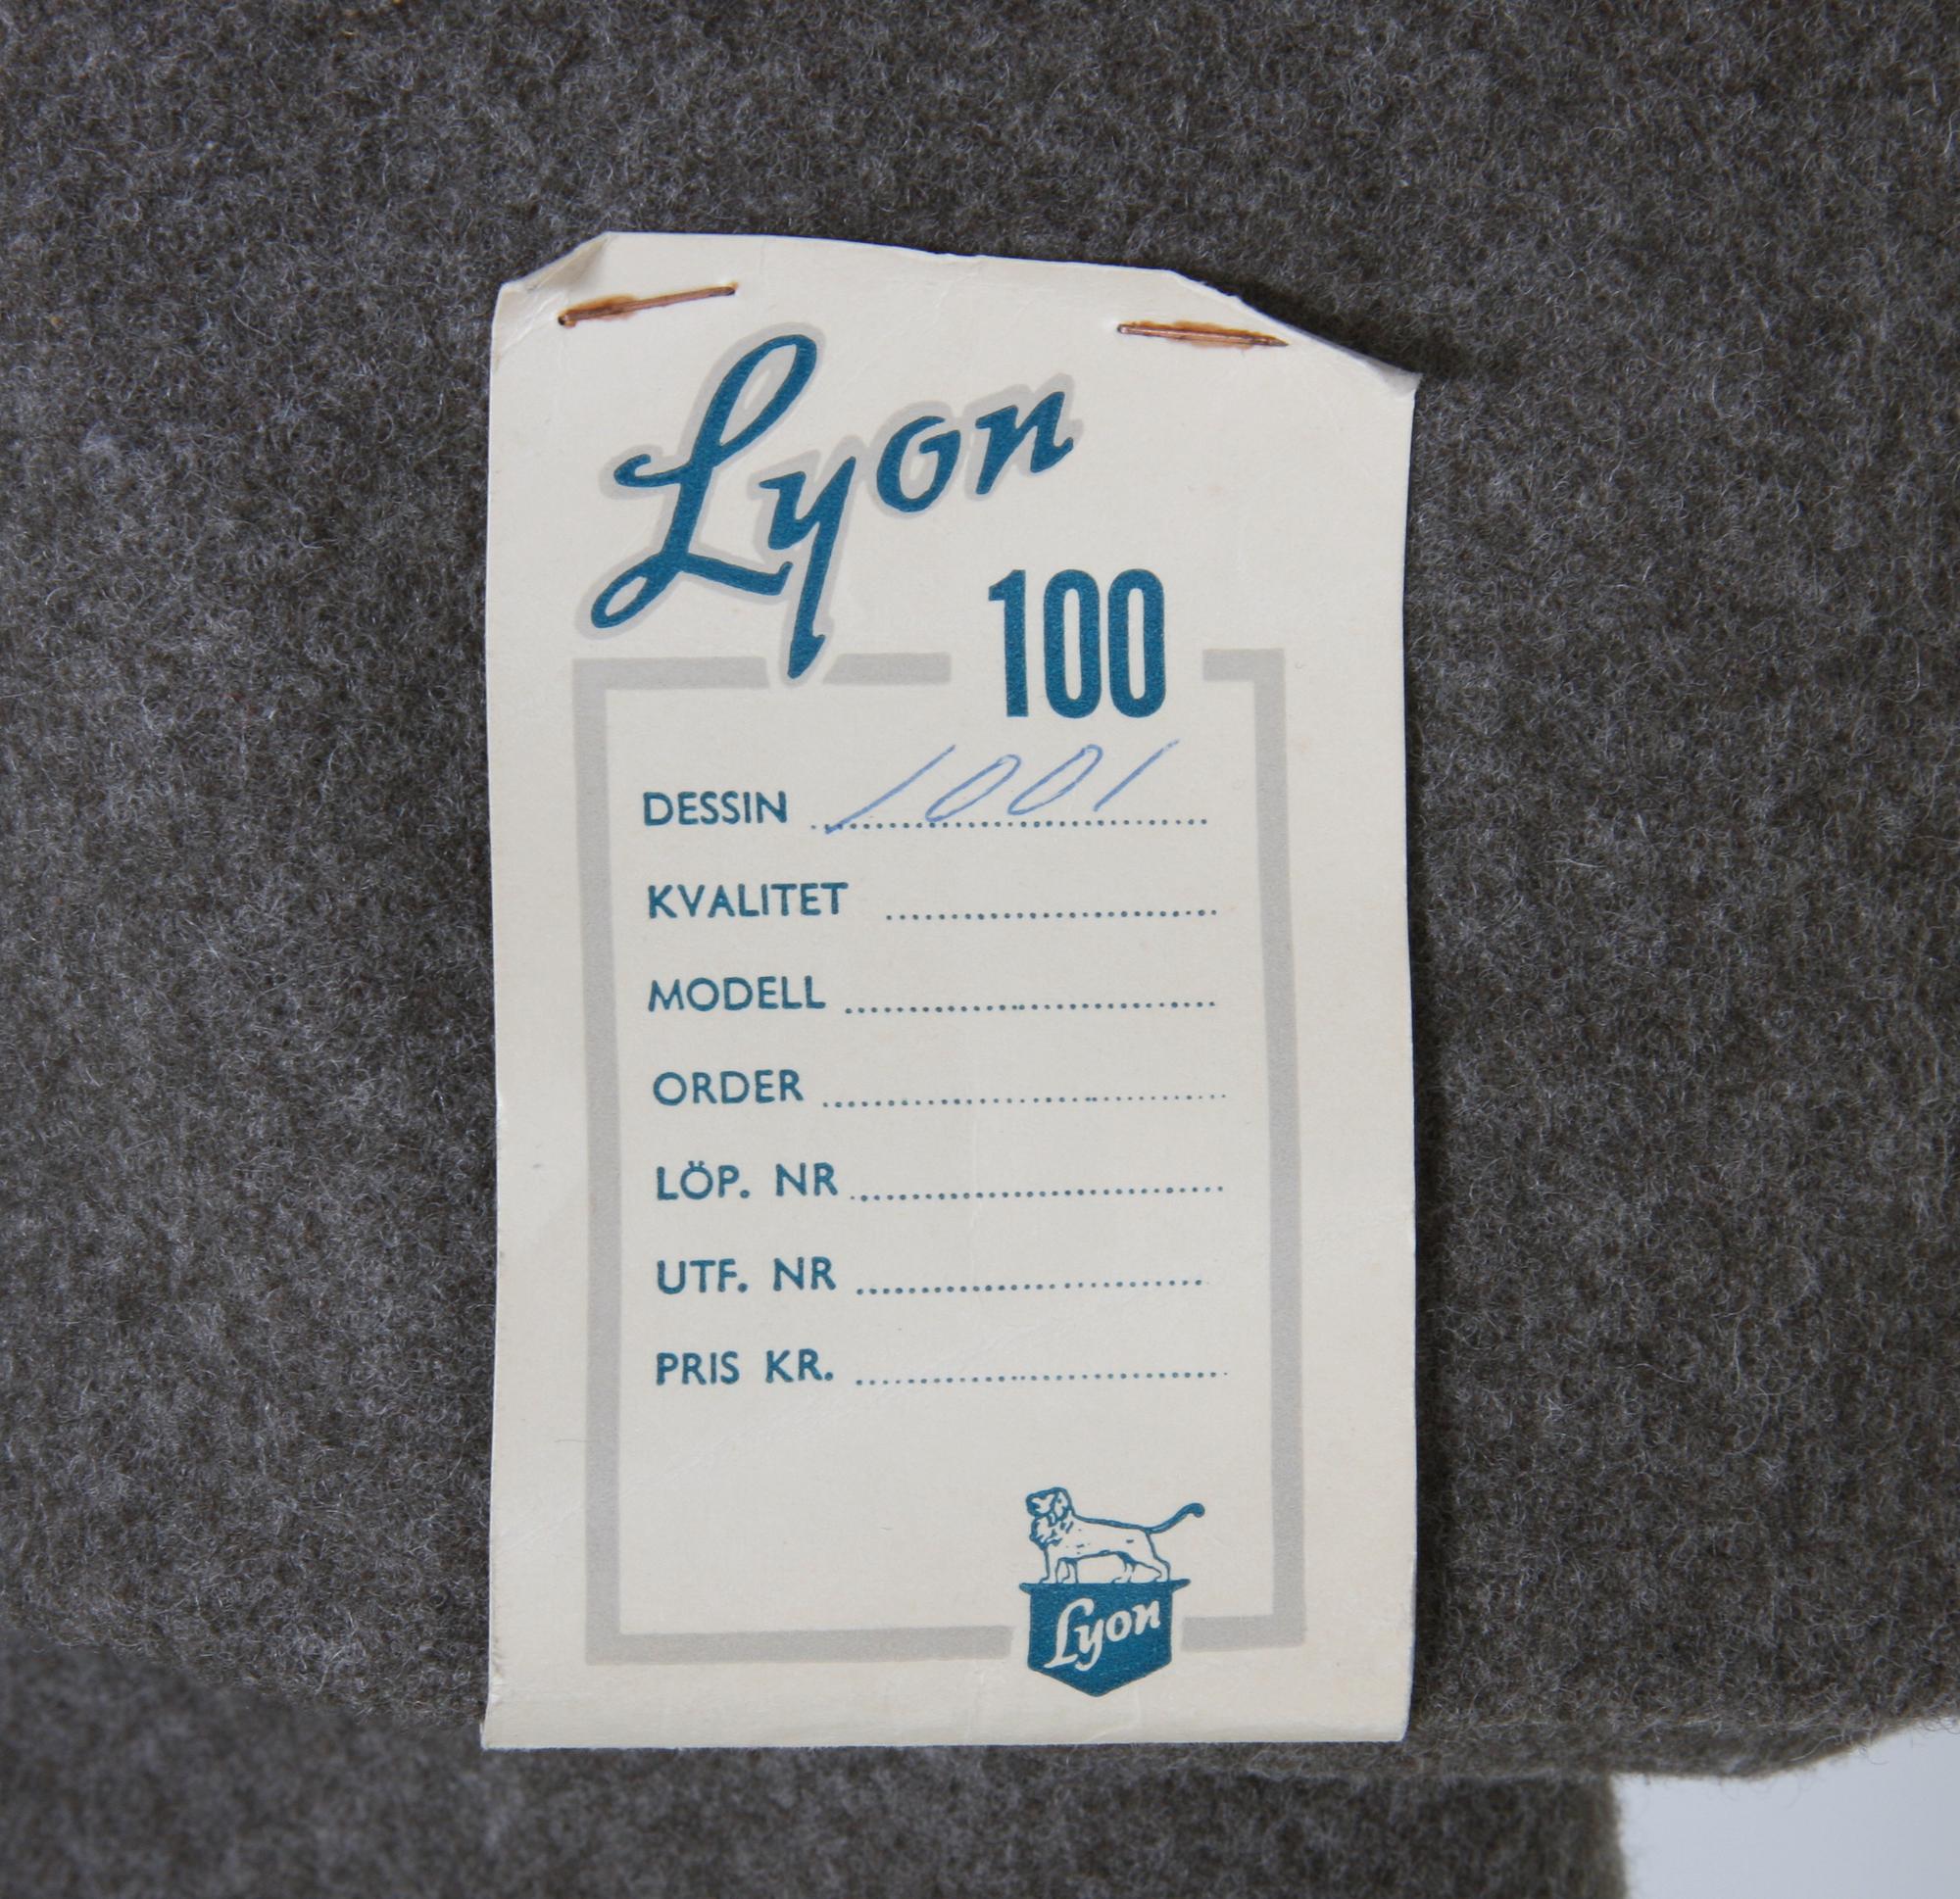 Lyon
100
DESSIN 1001
KVALITET
MODELL
ORDER
LÖP. NR
UTF. NR
PRIS KR.
Lyon